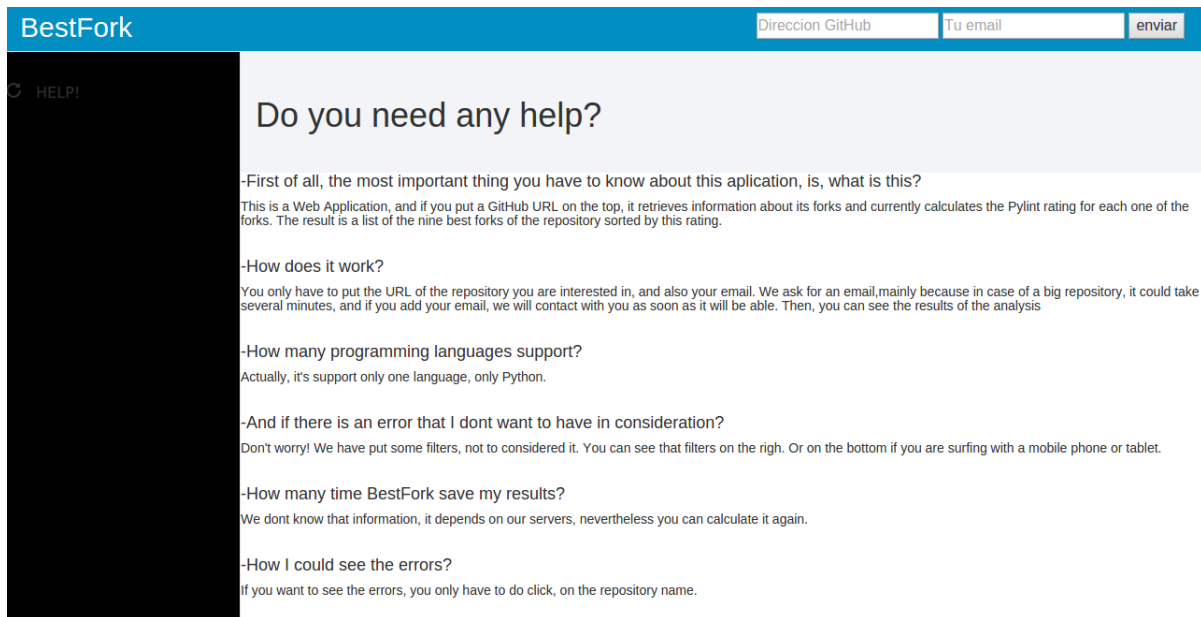 BestFork
Direccion GitHub
Tu email
enviar
HELP!
Do you need any help?
-First of all, the most important thing you have to know about this aplication, is, what is this?
This is a Web Application, and if you put a GitHub URL on the top, it retrieves information about its forks and currently calculates the Pylint rating for each one of the
forks. The result is a list of the nine best forks of the repository sorted by this rating.
-How does it work?
You only have to put the URL of the repository you are interested in, and also your email. We ask for an email,mainly because in case of a big repository, it could take
several minutes, and if you add your email, we will contact with you as soon as it will be able. Then, you can see the results of the analysis
-How many programming languages support?
Actually, it's support only one language, only Python.
-And if there is an error that I dont want to have in consideration?
Don't worry! We have put some filters, not to considered it. You can see that filters on the righ. Or on the bottom if you are surfing with a mobile phone or tablet.
-How many time BestFork save my results?
We dont know that information, it depends on our servers, nevertheless you can calculate it again.
-How I could see the errors?
If you want to see the errors, you only have to do click, on the repository name.